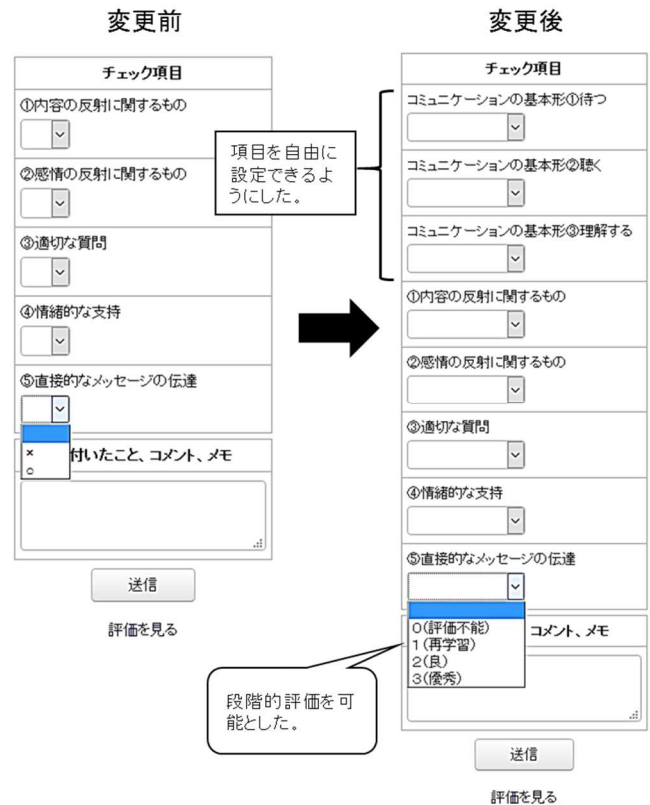 変更前
チェック項目
①内容の反射に関するもの
②感情の反射に関するもの
③適切な質問
④情緒的な支持
⑤直接的なメッセージの伝達
×
○
付いたこと、コメント、メモ
送信
評価を見る
項目を自由に
設定できるよ
うにした。
変更後
チェック項目
コミュニケーションの基本形①待つ
コミュニケーションの基本形②聴く
コミュニケーションの基本形③理解する
①内容の反射に関するもの
②感情の反射に関するもの
③適切な質問
④情緒的な支持
⑤直接的なメッセージの伝達
0(評価不能)
1(再学習)
2(良)
3(優秀)
コメント、メモ
段階的評価を可
能とした。
送信
評価を見る